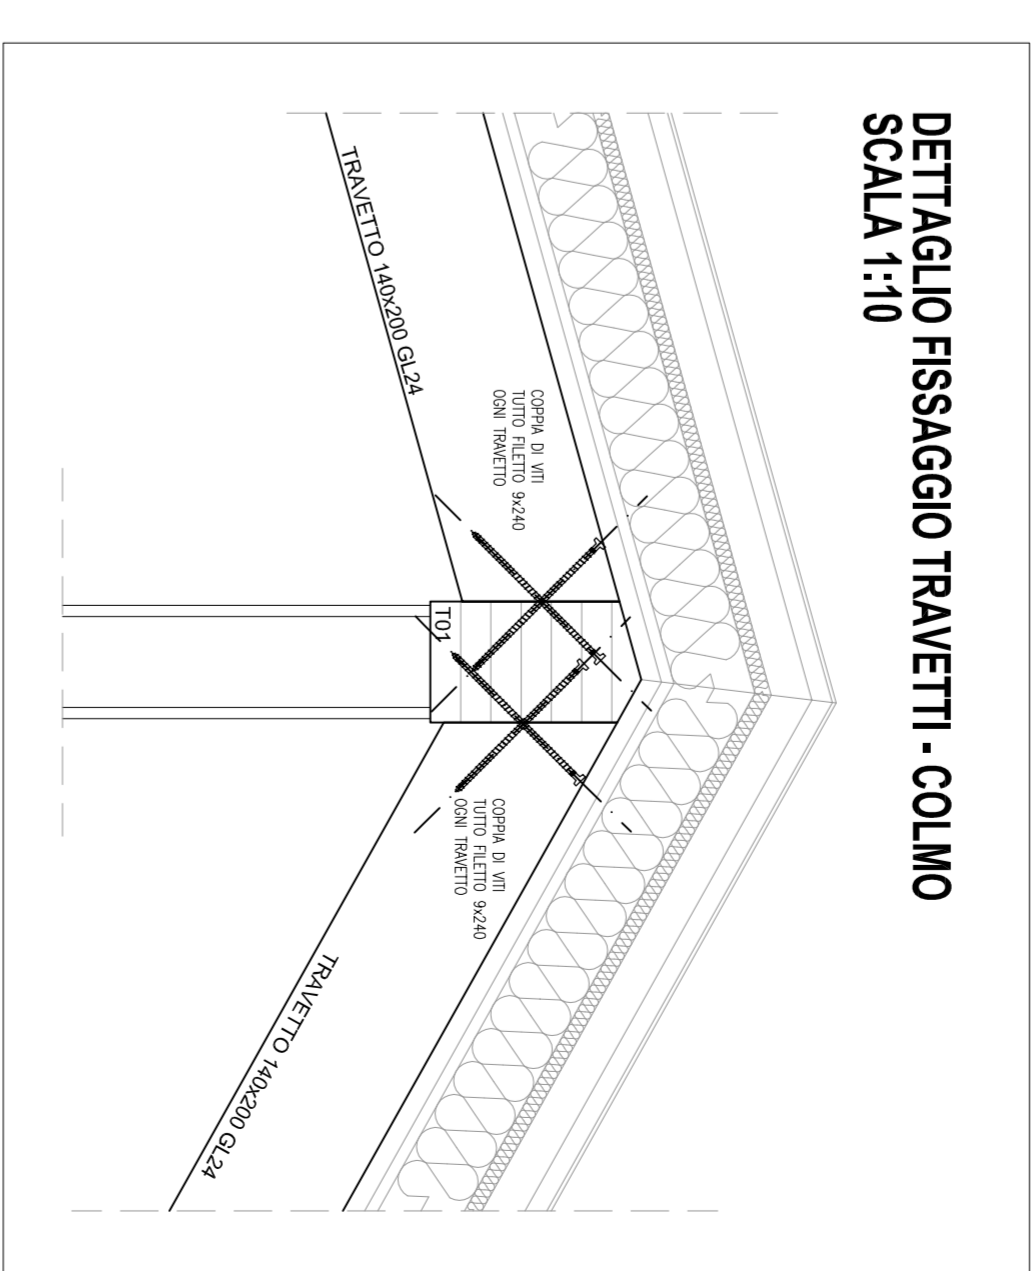 DETTAGLIO FISSAGGIO TRAVETTI - COLMO
SCALA 1:10
TRAVETTO 140x200 GL24
COPPIA DI VITI
TUTTO FILETTO 9x240
OGNI TRAVETTO
T01
COPPIA DI VITI
TUTTO FILETTO 9x240
OGNI TRAVETTO
TRAVETTO 140x200 GL24